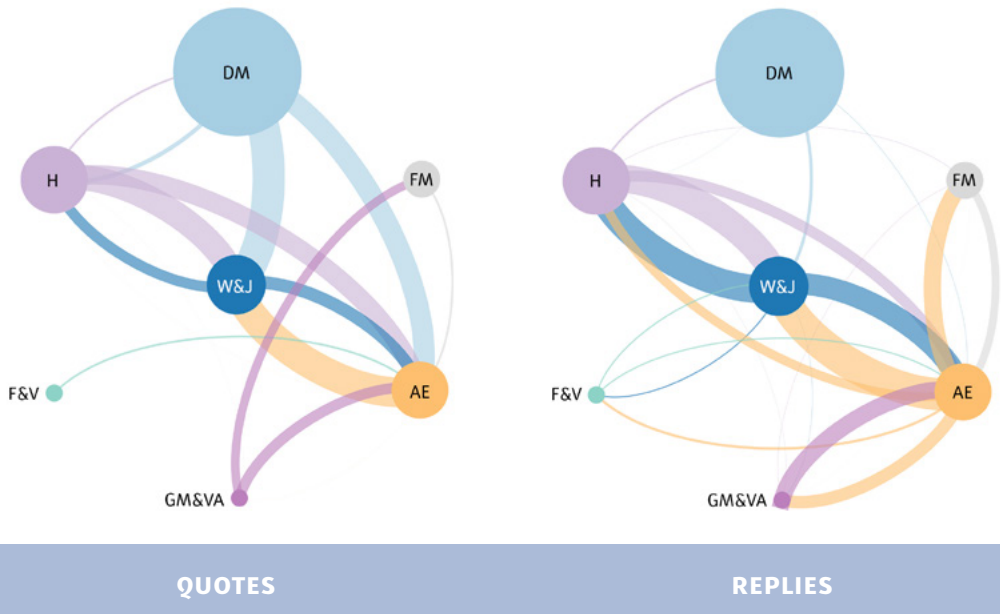 DM
FM
H
W&J
F&V
AE
GM&VA
DM
FM
H
W&J
F&V
AE
GM&VA
QUOTES
REPLIES